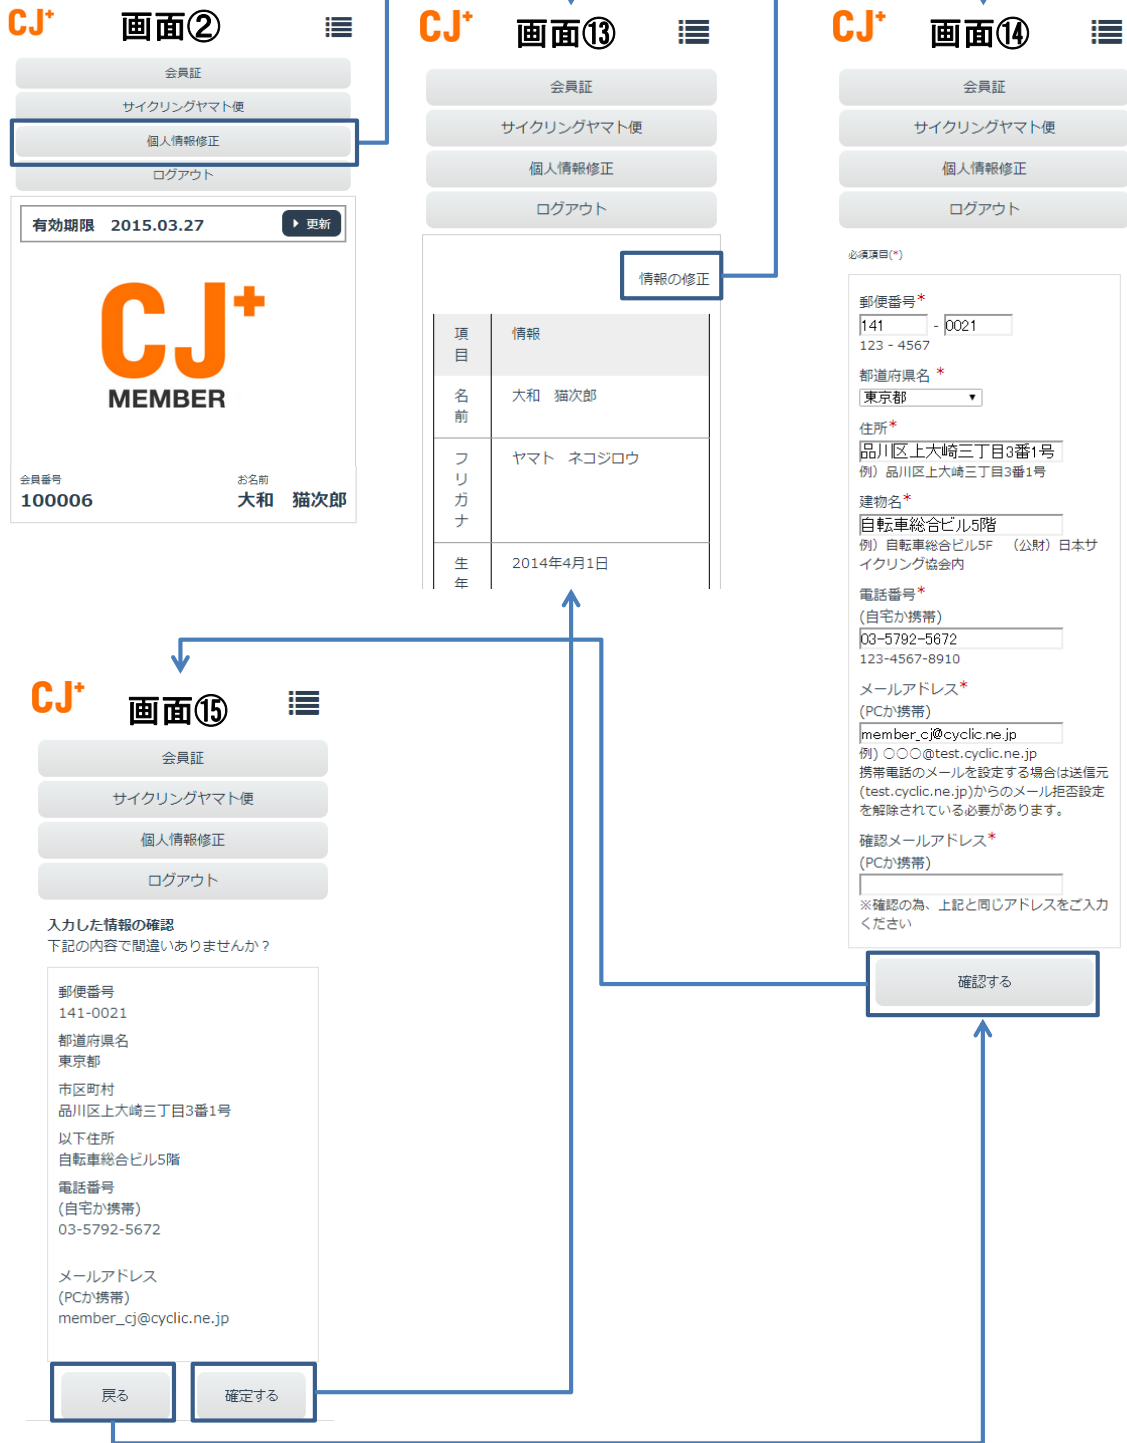 CJ+
画面②
会員証
サイクリングヤマト便
個人情報修正
ログアウト
有効期限 2015.03.27
更新
CJ+
MEMBER
会員番号
100006
お名前
大和 猫次郎
CJ+
画面⑬
会員証
サイクリングヤマト便
個人情報修正
ログアウト
情報の修正
項目 情報
名前 大和 猫次郎
フリガナ ヤマト ネコジロウ
生年 2014年4月1日
CJ+
画面⑭
会員証
サイクリングヤマト便
個人情報修正
ログアウト
必須項目(*)
郵便番号*
141 - 0021
123 - 4567
都道府県名 *
東京都
住所*
品川区上大崎三丁目3番1号
例）品川区上大崎三丁目3番1号
建物名*
自転車総合ビル5階
例）自転車総合ビル5F （公財）日本サ
イクリング協会内
電話番号*
(自宅か携帯)
03-5792-5672
123-4567-8910
メールアドレス*
(PCか携帯)
member_cj@cyclic.ne.jp
例) ○○○@test.cyclic.ne.jp
携帯電話のメールを設定する場合は送信元
(test.cyclic.ne.jp)からのメール拒否設定
を解除されている必要があります。
確認メールアドレス*
(PCか携帯)
※確認の為、上記と同じアドレスをご入力
ください
確認する
CJ+
画面⑮
会員証
サイクリングヤマト便
個人情報修正
ログアウト
入力した情報の確認
下記の内容で間違いありませんか？
郵便番号
141-0021
都道府県名
東京都
市区町村
品川区上大崎三丁目3番1号
以下住所
自転車総合ビル5階
電話番号
(自宅か携帯)
03-5792-5672
メールアドレス
(PCか携帯)
member_cj@cyclic.ne.jp
戻る
確定する